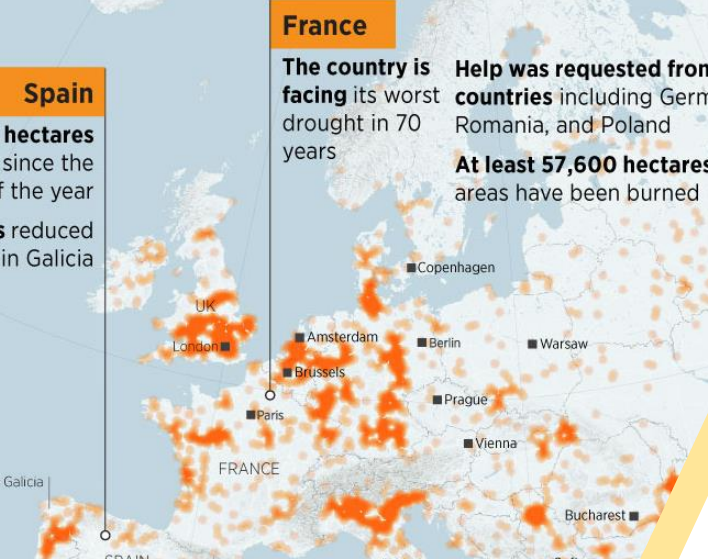 France
The country is
facing its worst
drought in 70
years
Help was requested from
countries including Germ
Romania, and Poland
At least 57,600 hectares
areas have been burned
Spain
hectares
since the
f the year
s reduced
in Galicia
Copenhagen
UK
London
Amsterdam
Berlin
Warsaw
Brussels
Prague
Paris
Vienna
FRANCE
Galicia
Bucharest
SPAIN